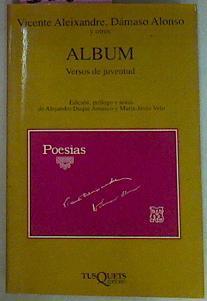 Vicente Aleixandre, Dámaso Alonso
y otros
ALBUM
Versos de juventud
Edición, prólogo y notas
de Alejandro Duque Amusco y María-Jesús Velo
Poesías
TUSQUETS
EDITORES